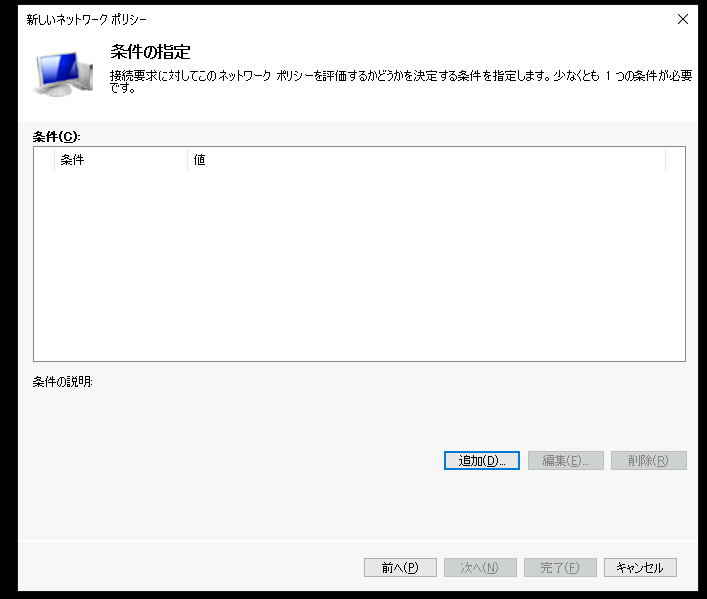 新しいネットワーク ポリシー
条件の指定
接続要求に対してこのネットワーク ポリシーを評価するかどうかを決定する条件を指定します。少なくとも 1 つの条件が必要
です。
条件(C):
条件 値
条件の説明:
追加(D)... 編集(E)... 削除(R)
前へ(P) 次へ(N) 完了(F) キャンセル